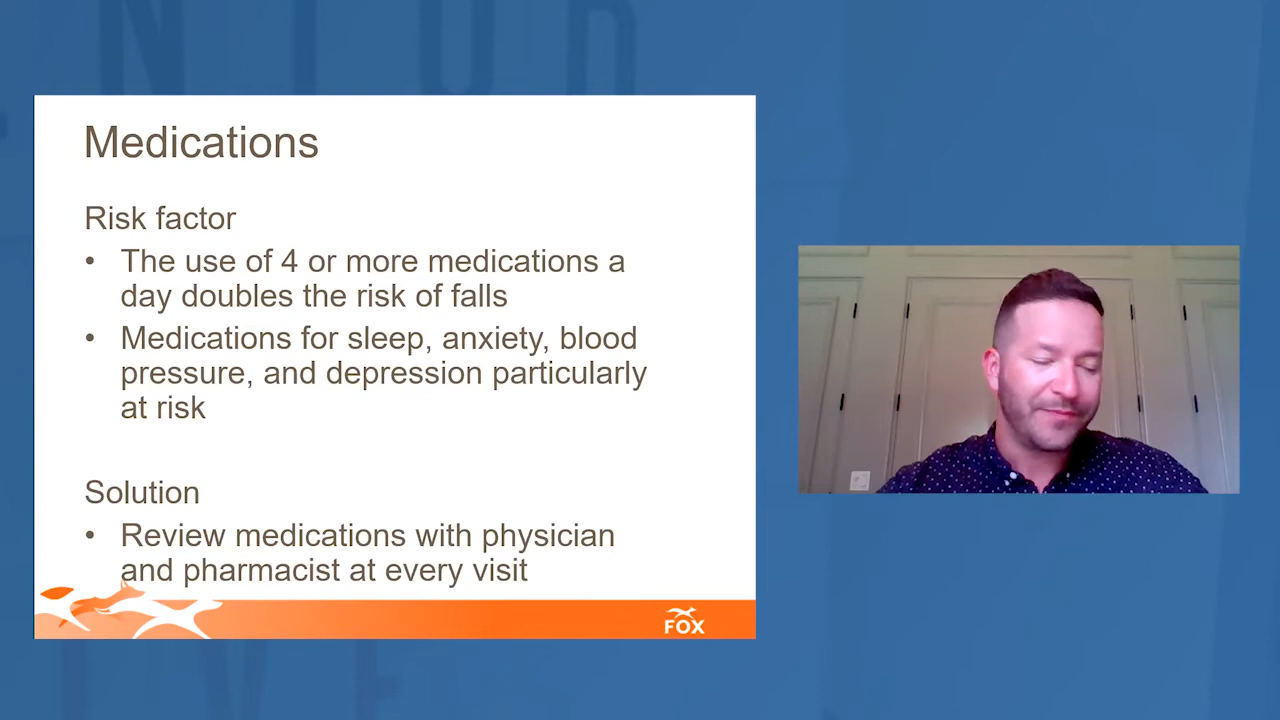 Medications
Risk factor
• The use of 4 or more medications a
day doubles the risk of falls
• Medications for sleep, anxiety, blood
pressure, and depression particularly
at risk
Solution
• Review medications with physician
and pharmacist at every visit
FOX